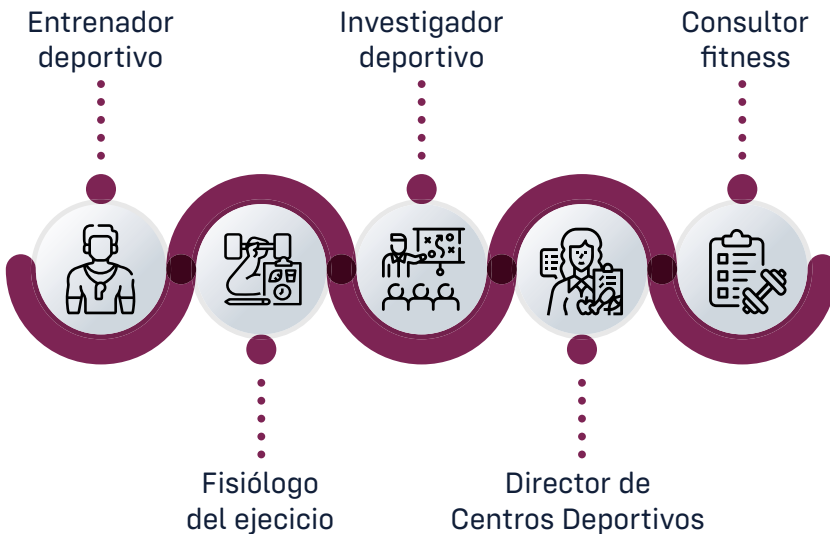 Entrenador
deportivo
Investigador
deportivo
Consultor
fitness
Fisiólogo
del ejecicio
Director de
Centros Deportivos